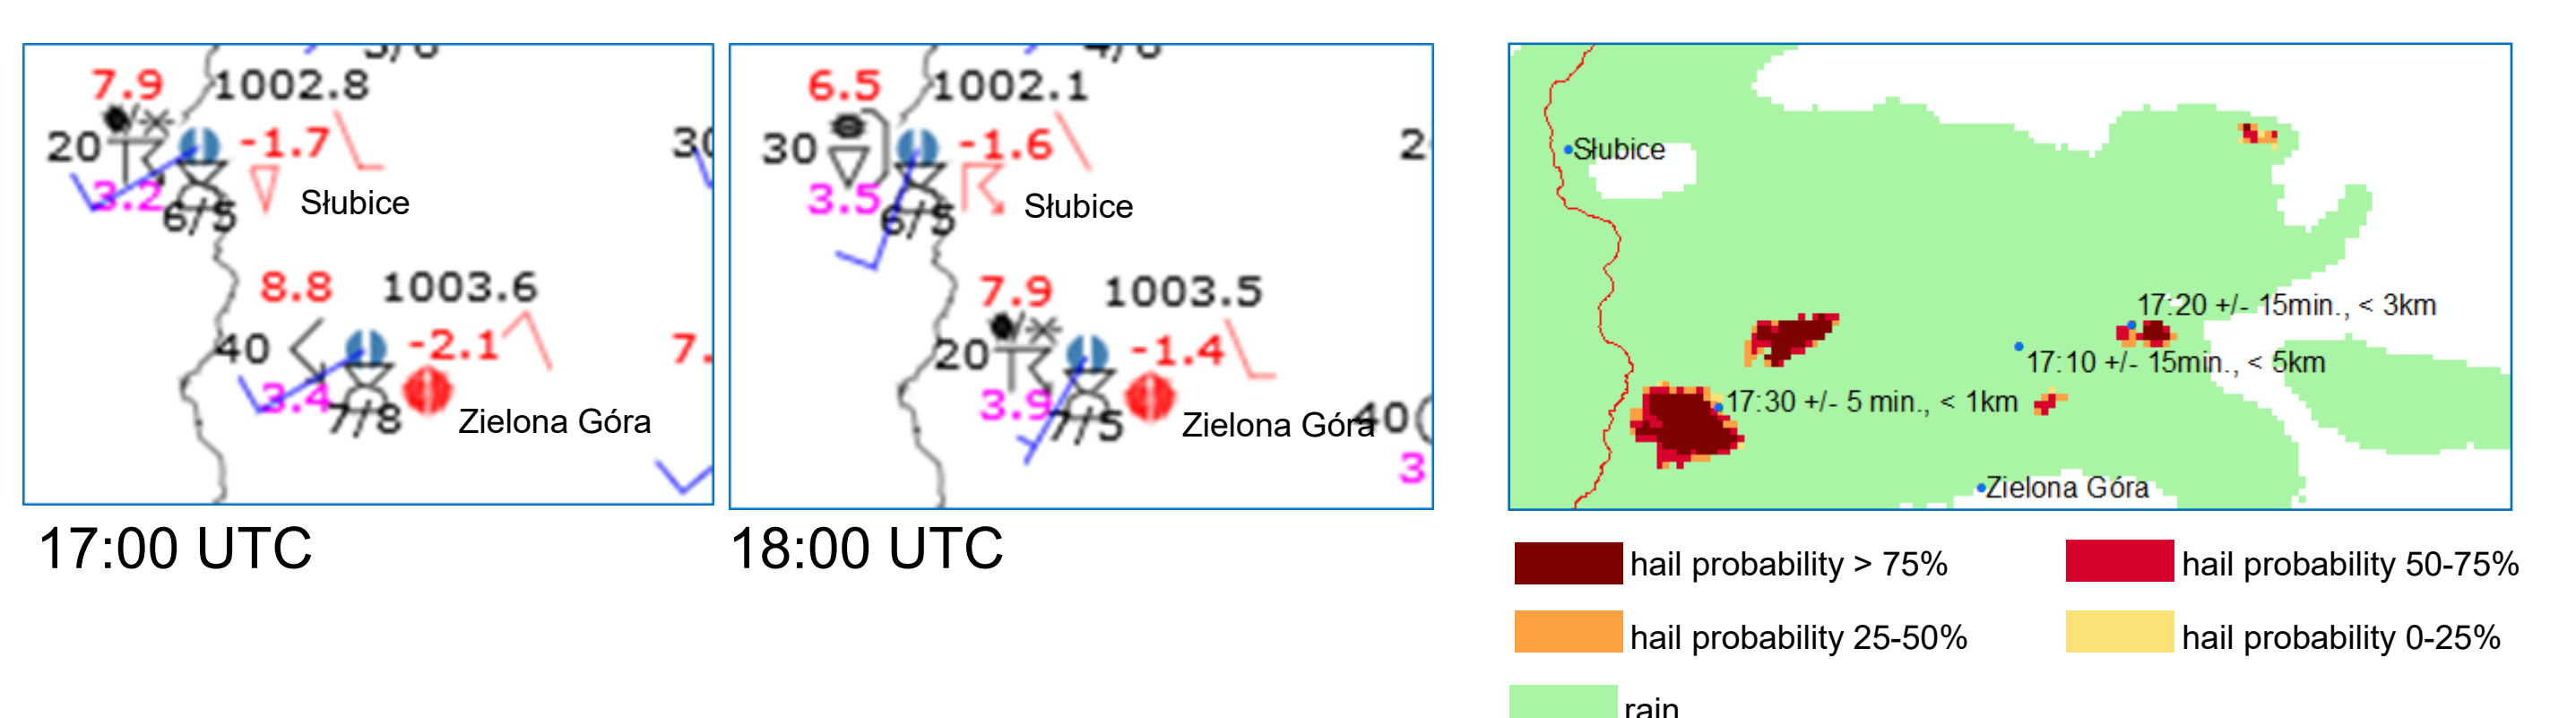 7.9 1002.8
20 -1.7
3.2 Słubice
6/5
8.8 1003.6
40 -2.1
3.4
7/8 Zielona Góra
7.
17:00 UTC
6.5 1002.1
30 -1.6
3.5 Słubice
6/5
7.9 1003.5
20 -1.4
3.9
7/5 Zielona Góra
40
3
18:00 UTC
Słubice
17:20 +/- 15min., < 3km
17:10 +/- 15min., < 5km
17:30 +/- 5 min., < 1km
Zielona Góra
hail probability > 75%
hail probability 50-75%
hail probability 25-50%
hail probability 0-25%
rain